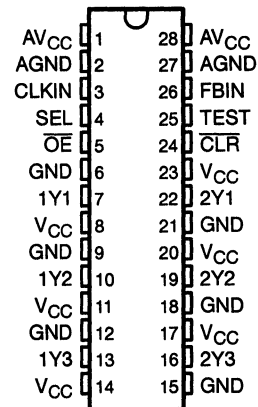 AVCC 1 28 AVCC
AGND 2 27 AGND
CLKIN 3 26 FBIN
SEL 4 25 TEST
O̅E̅ 5 24 C̅L̅R̅
GND 6 23 VCC
1Y1 7 22 2Y1
VCC 8 21 GND
GND 9 20 VCC
1Y2 10 19 2Y2
VCC 11 18 GND
GND 12 17 VCC
1Y3 13 16 2Y3
VCC 14 15 GND